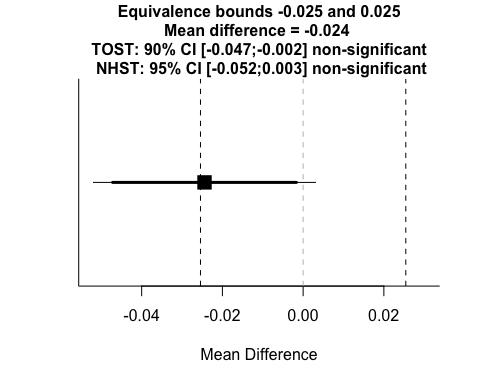 Equivalence bounds -0.025 and 0.025
Mean difference = -0.024
TOST: 90% CI [-0.047;-0.002] non-significant
NHST: 95% CI [-0.052;0.003] non-significant
-0.04 -0.02 0.00 0.02
Mean Difference